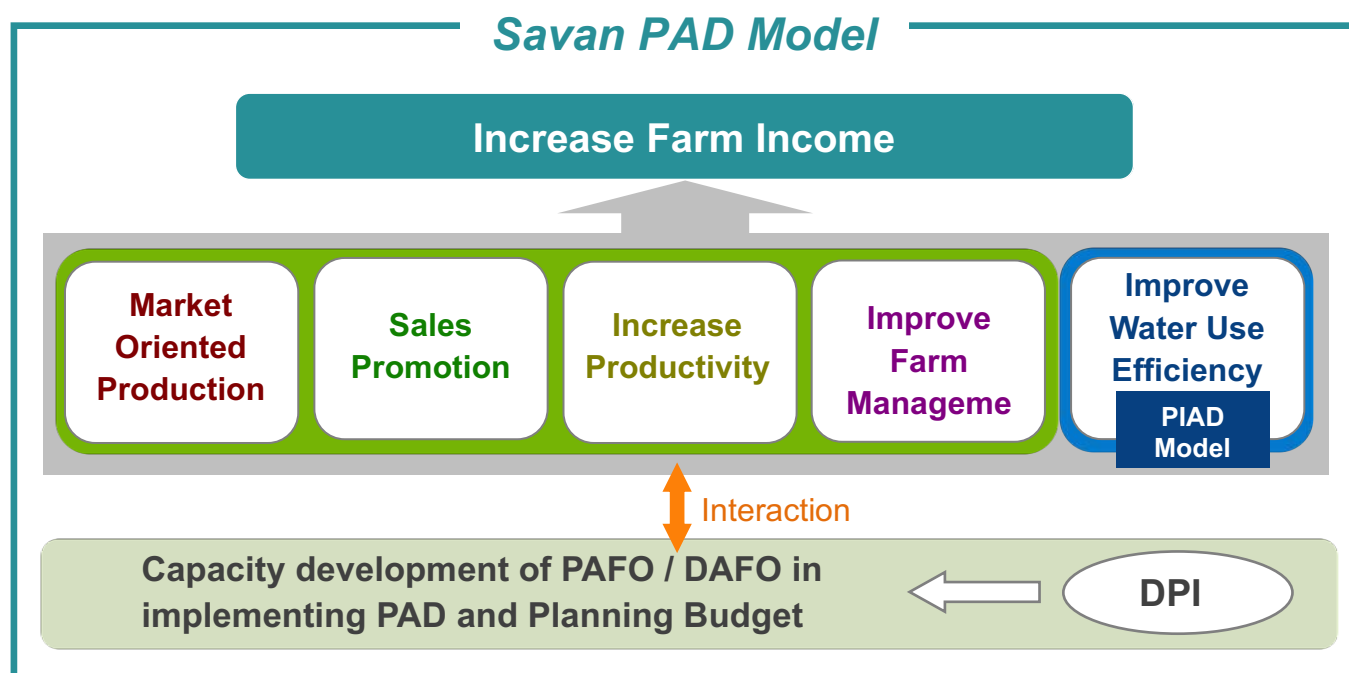 Savan PAD Model
Increase Farm Income
Market
Oriented
Production
Sales
Promotion
Increase
Productivity
Improve
Farm
Manageme
Improve
Water Use
Efficiency
PIAD
Model
Interaction
Capacity development of PAFO / DAFO in
implementing PAD and Planning Budget
DPI